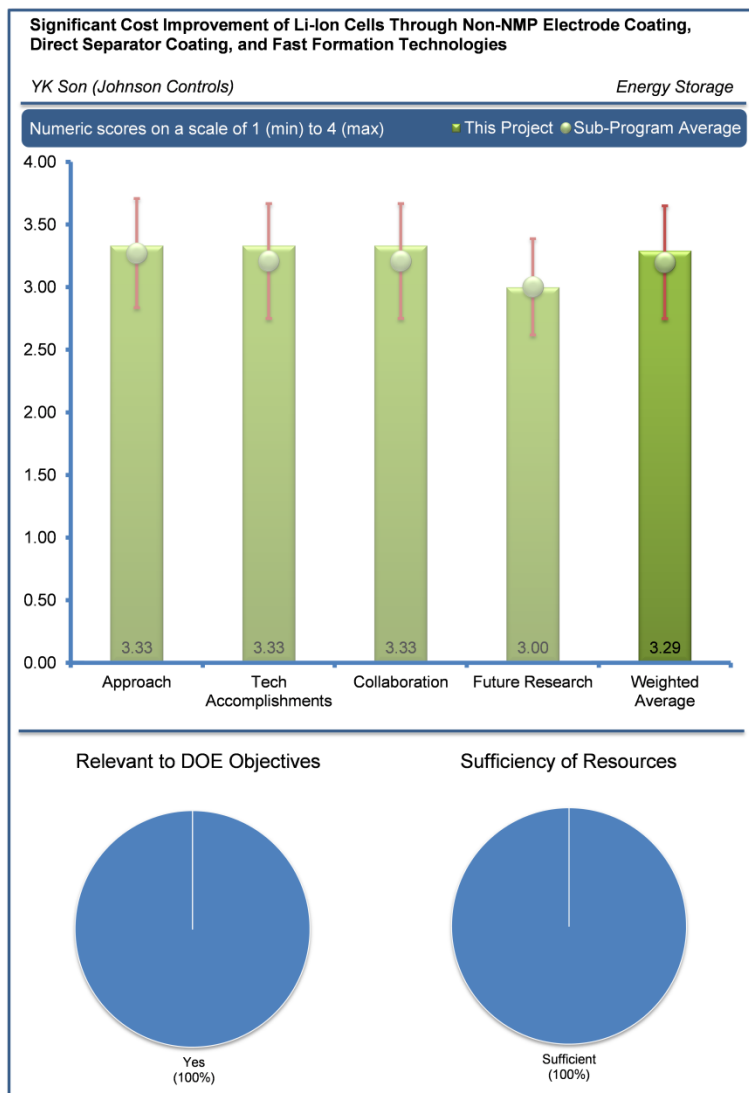 Significant Cost Improvement of Li-Ion Cells Through Non-NMP Electrode Coating,
Direct Separator Coating, and Fast Formation Technologies
YK Son (Johnson Controls) Energy Storage
Numeric scores on a scale of 1 (min) to 4 (max) This Project Sub-Program Average
4.00
3.50
3.00
2.50
2.00
1.50
1.00
0.50
0.00
3.33 3.33 3.33 3.00 3.29
Approach Tech Collaboration Future Research Weighted
Accomplishments Average
Relevant to DOE Objectives Sufficiency of Resources
Yes Sufficient
(100%) (100%)